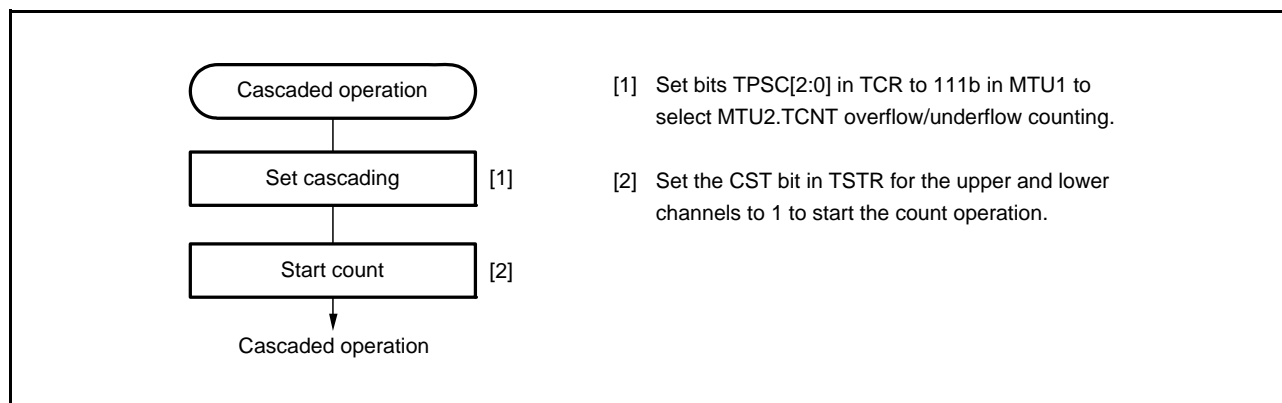 Cascaded operation
Set cascading
[1]
Start count
[2]
Cascaded operation
[1] Set bits TPSC[2:0] in TCR to 111b in MTU1 to
select MTU2.TCNT overflow/underflow counting.
[2] Set the CST bit in TSTR for the upper and lower
channels to 1 to start the count operation.